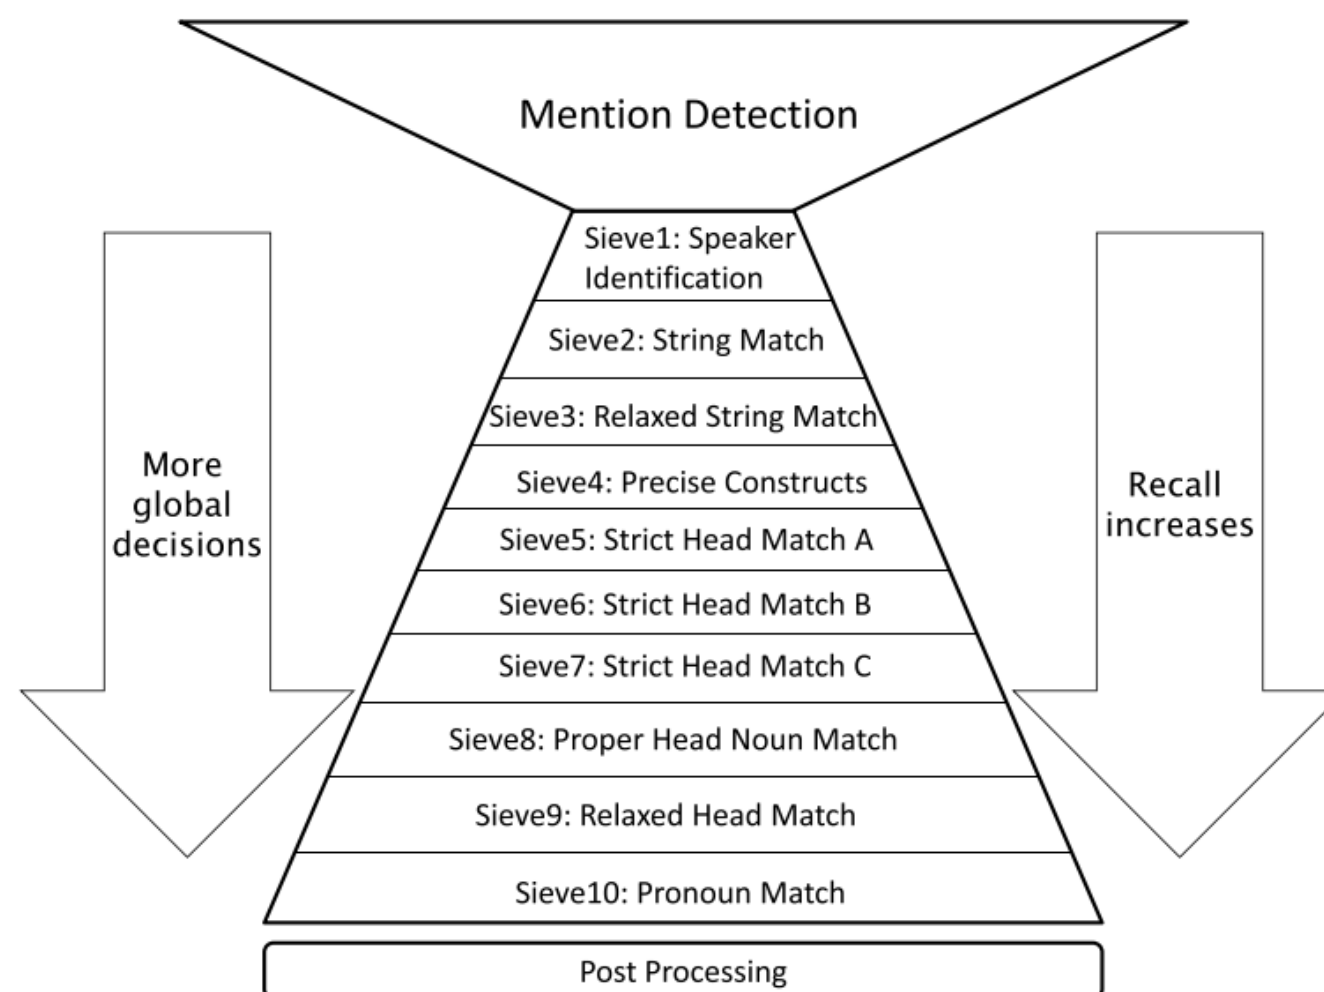 Mention Detection
Sieve1: Speaker
Identification
Sieve2: String Match
Sieve3: Relaxed String Match
Sieve4: Precise Constructs
Sieve5: Strict Head Match A
Sieve6: Strict Head Match B
Sieve7: Strict Head Match C
Sieve8: Proper Head Noun Match
Sieve9: Relaxed Head Match
Sieve10: Pronoun Match
Post Processing
More
global
decisions
Recall
increases